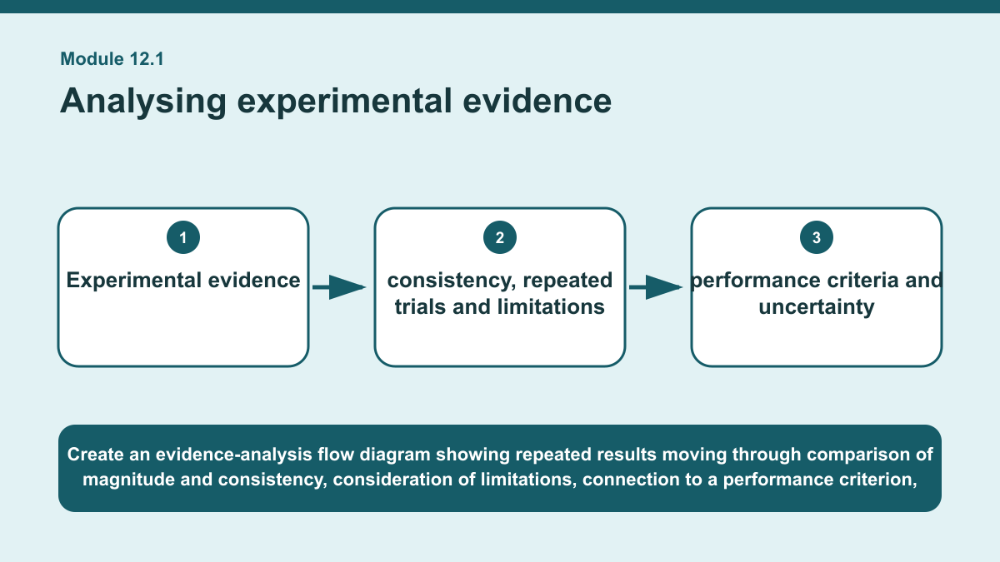 Module 12.1
Analysing experimental evidence
1
Experimental evidence
2
consistency, repeated
trials and limitations
3
performance criteria and
uncertainty
Create an evidence-analysis flow diagram showing repeated results moving through comparison of
magnitude and consistency, consideration of limitations, connection to a performance criterion,